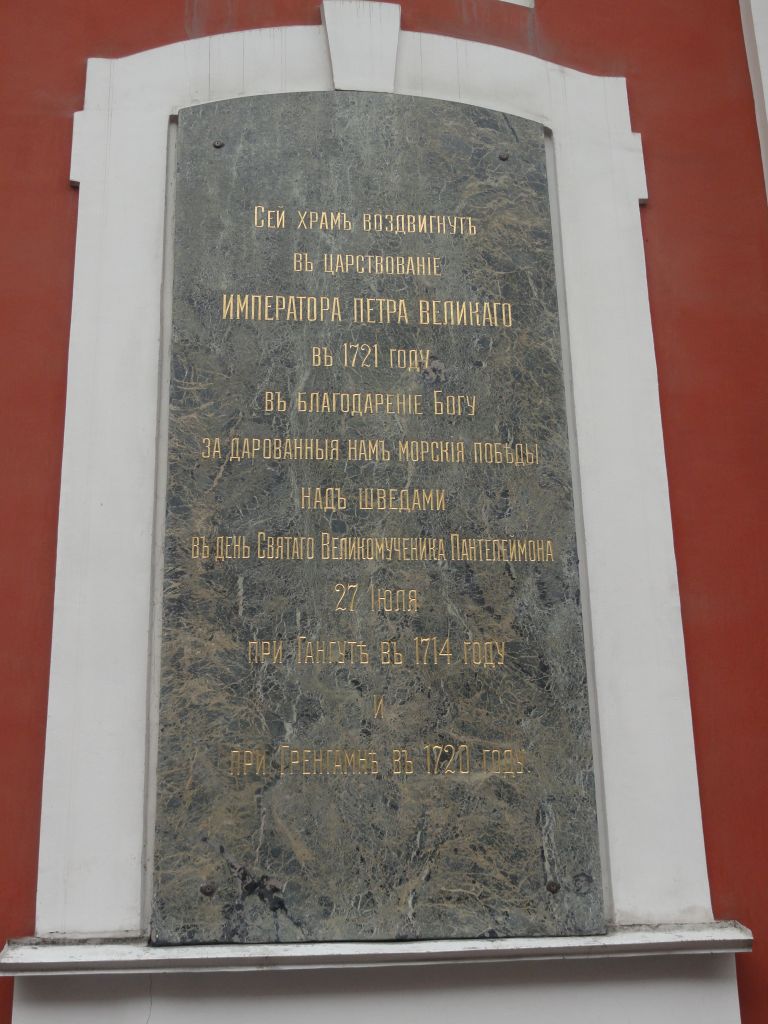 Сей храмъ воздвигнутъ
въ царствованіе
ИМПЕРАТОРА ПЕТРА ВЕЛИКАГО
въ 1721 году
въ благодареніе Богу
за дарованныя намъ морскія побѣды
надъ шведами
въ день Святаго Великомученика Пантелеймона
27 Іюля
при Гангутѣ въ 1714 году
и
при Гренгамнѣ въ 1720 году.